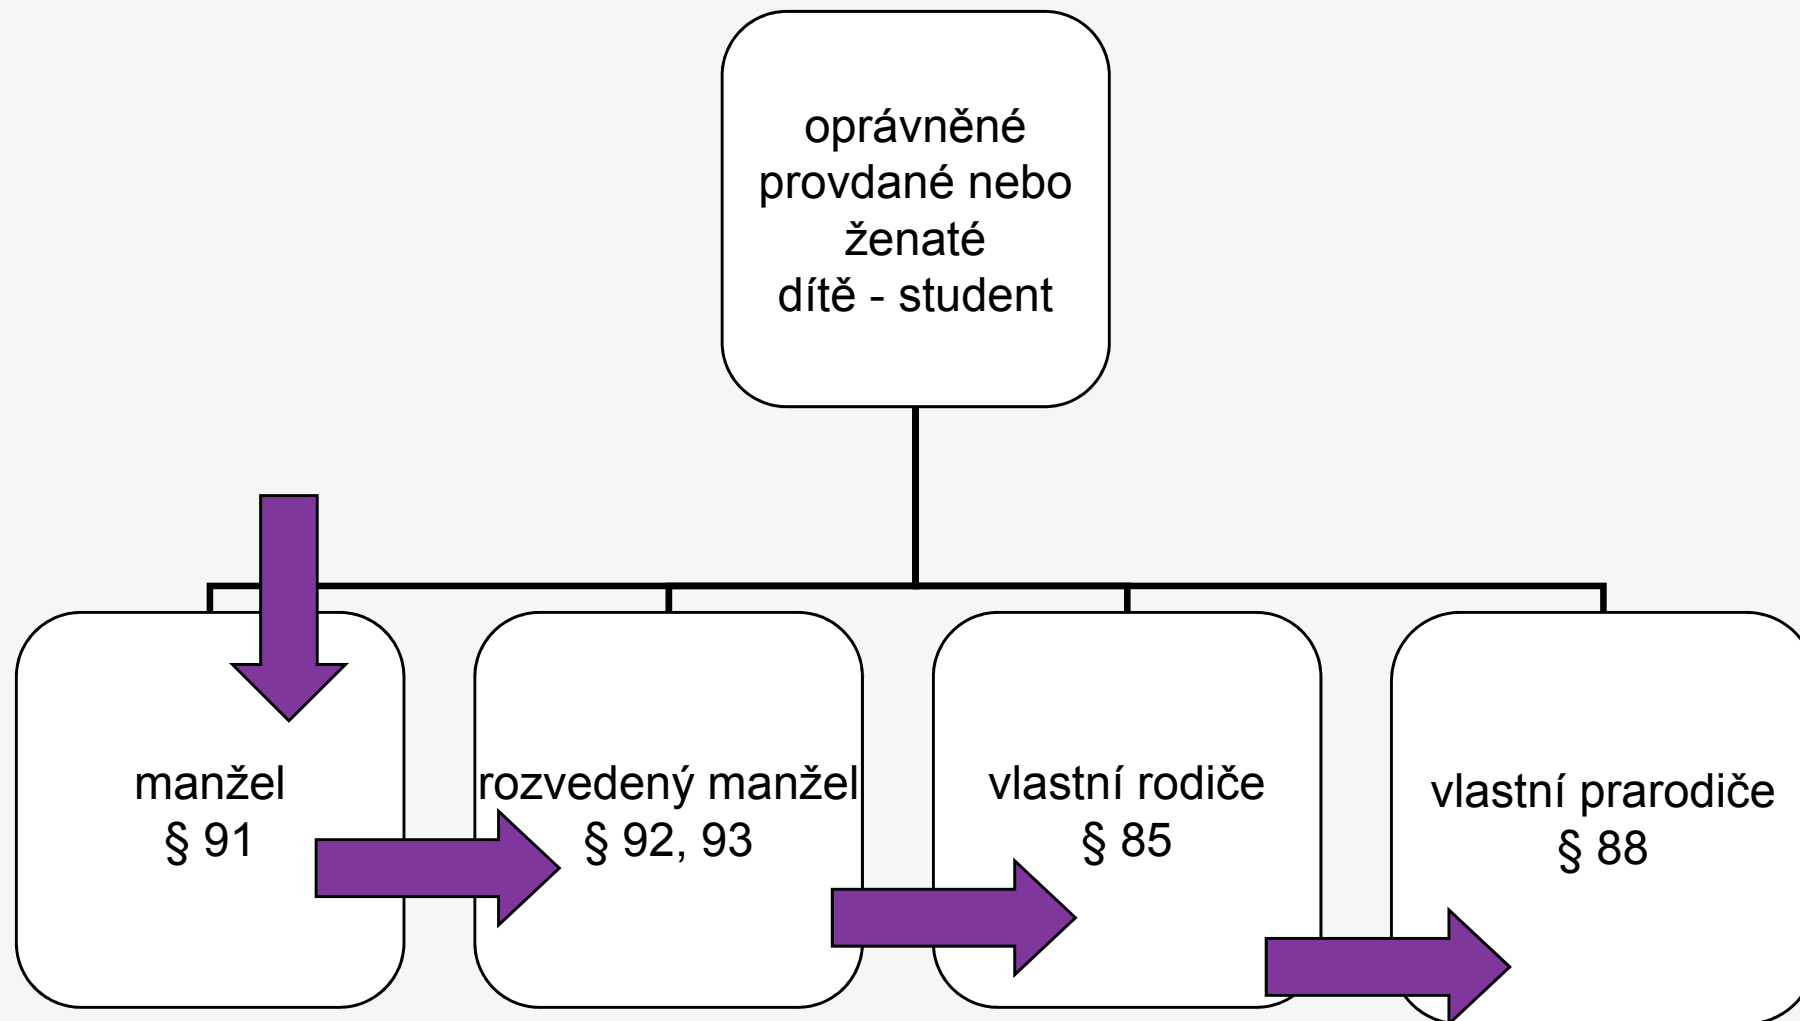 oprávněné
provdané nebo
ženaté
dítě - student
manžel
§ 91
rozvedený manžel
§ 92, 93
vlastní rodiče
§ 85
vlastní prarodiče
§ 88